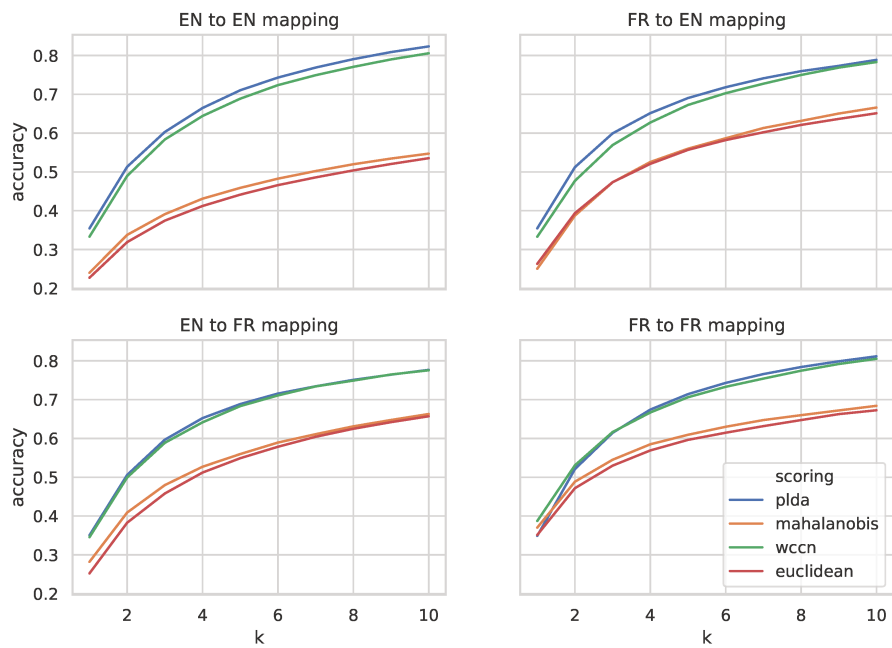 EN to EN mapping
FR to EN mapping
accuracy
0.8
0.7
0.6
0.5
0.4
0.3
0.2
EN to FR mapping
FR to FR mapping
accuracy
0.8
0.7
0.6
0.5
0.4
0.3
0.2
scoring
plda
mahalanobis
wccn
euclidean
2 4 6 8 10
2 4 6 8 10
k
k